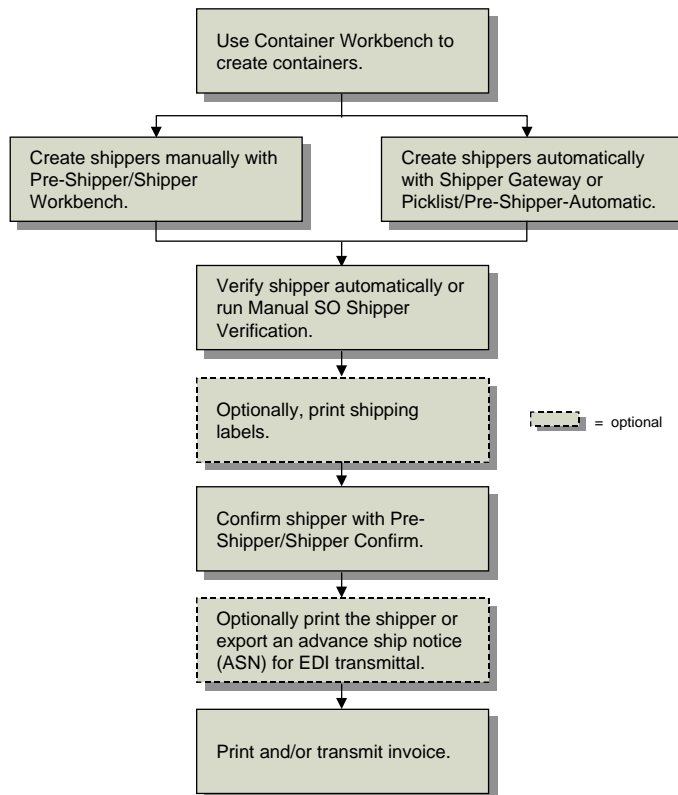 Use Container Workbench to
create containers.
Create shippers manually with
Pre-Shipper/Shipper
Workbench.
Create shippers automatically
with Shipper Gateway or
Picklist/Pre-Shipper-Automatic.
Verify shipper automatically or
run Manual SO Shipper
Verification.
Optionally, print shipping
labels.
= optional
Confirm shipper with Pre-
Shipper/Shipper Confirm.
Optionally print the shipper or
export an advance ship notice
(ASN) for EDI transmittal.
Print and/or transmit invoice.